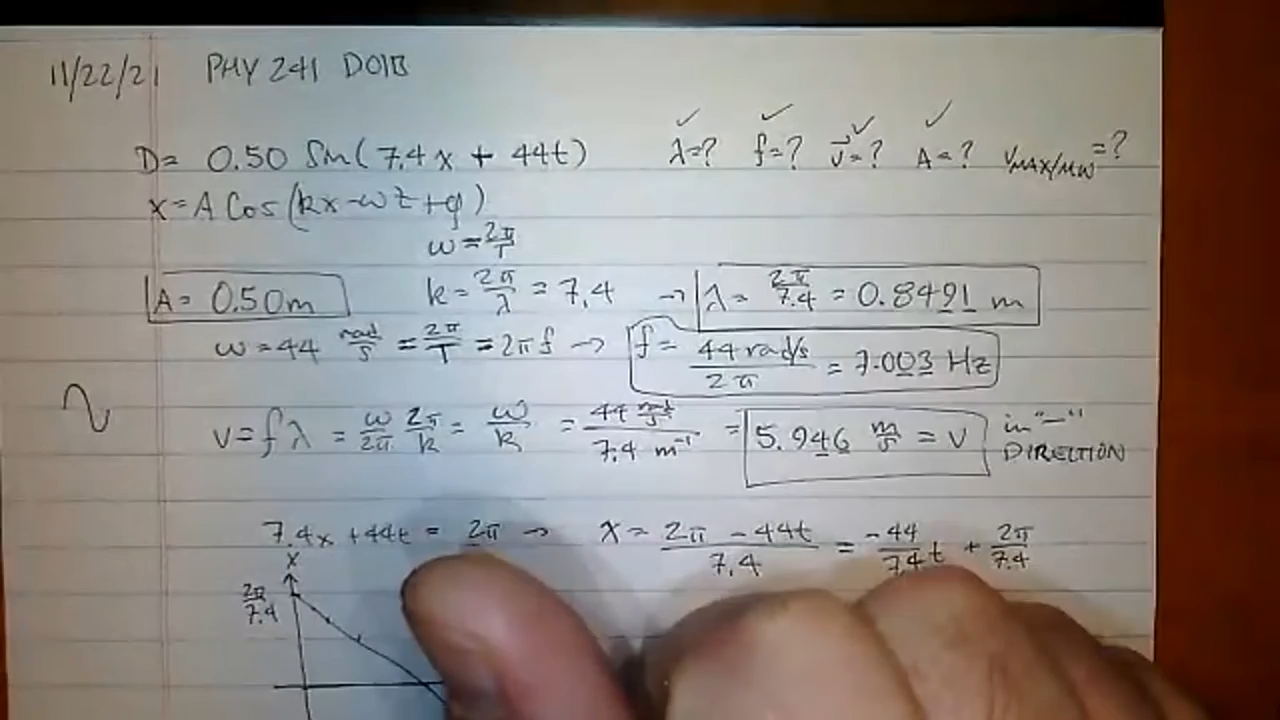 11/22/21 PHY 241 D01B
D= 0.50 Sin(7.4x + 44t) λ=? f=? v⃗=? A=? VMAX/MIN=?
x=A Cos(kx-ωt+φ)
ω=2π/T
A= 0.50m k=2π/λ = 7.4 → λ= 2π/7.4 = 0.8491 m
ω=44 rad/s = 2π/T = 2πf → f= 44 rad/s / 2π = 7.003 Hz
v=fλ = ω/2π 2π/k = ω/k = 44 rad/s / 7.4 m⁻¹ = 5.946 m/s = v in "—"
DIRECTION
7.4x +44t = 2π → x= 2π -44t / 7.4 = -44/7.4 t + 2π/7.4
x
2π/7.4